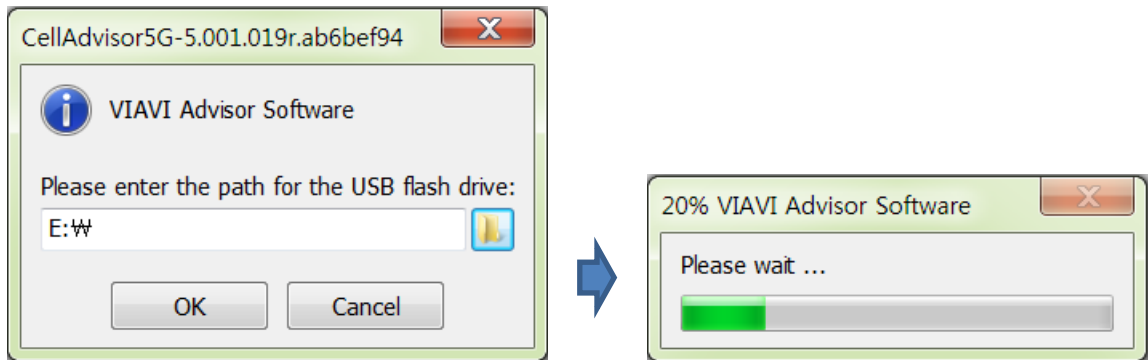 CellAdvisor5G-5.001.019r.ab6bef94
VIAVI Advisor Software
Please enter the path for the USB flash drive:
E:₩
OK
Cancel
20% VIAVI Advisor Software
Please wait ...